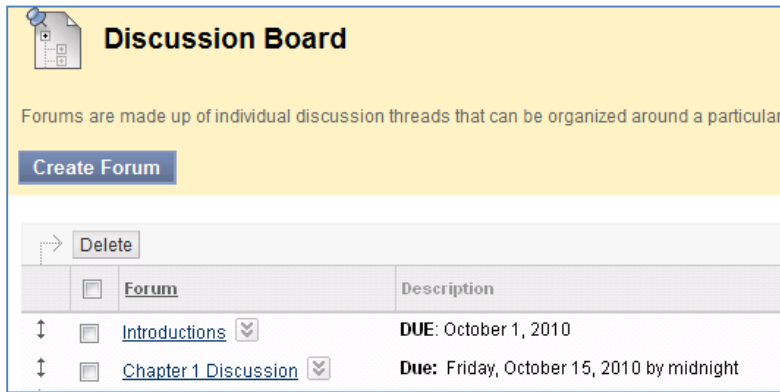 Discussion Board
Forums are made up of individual discussion threads that can be organized around a particular
Create Forum
Delete
Forum Description
Introductions DUE: October 1, 2010
Chapter 1 Discussion Due: Friday, October 15, 2010 by midnight